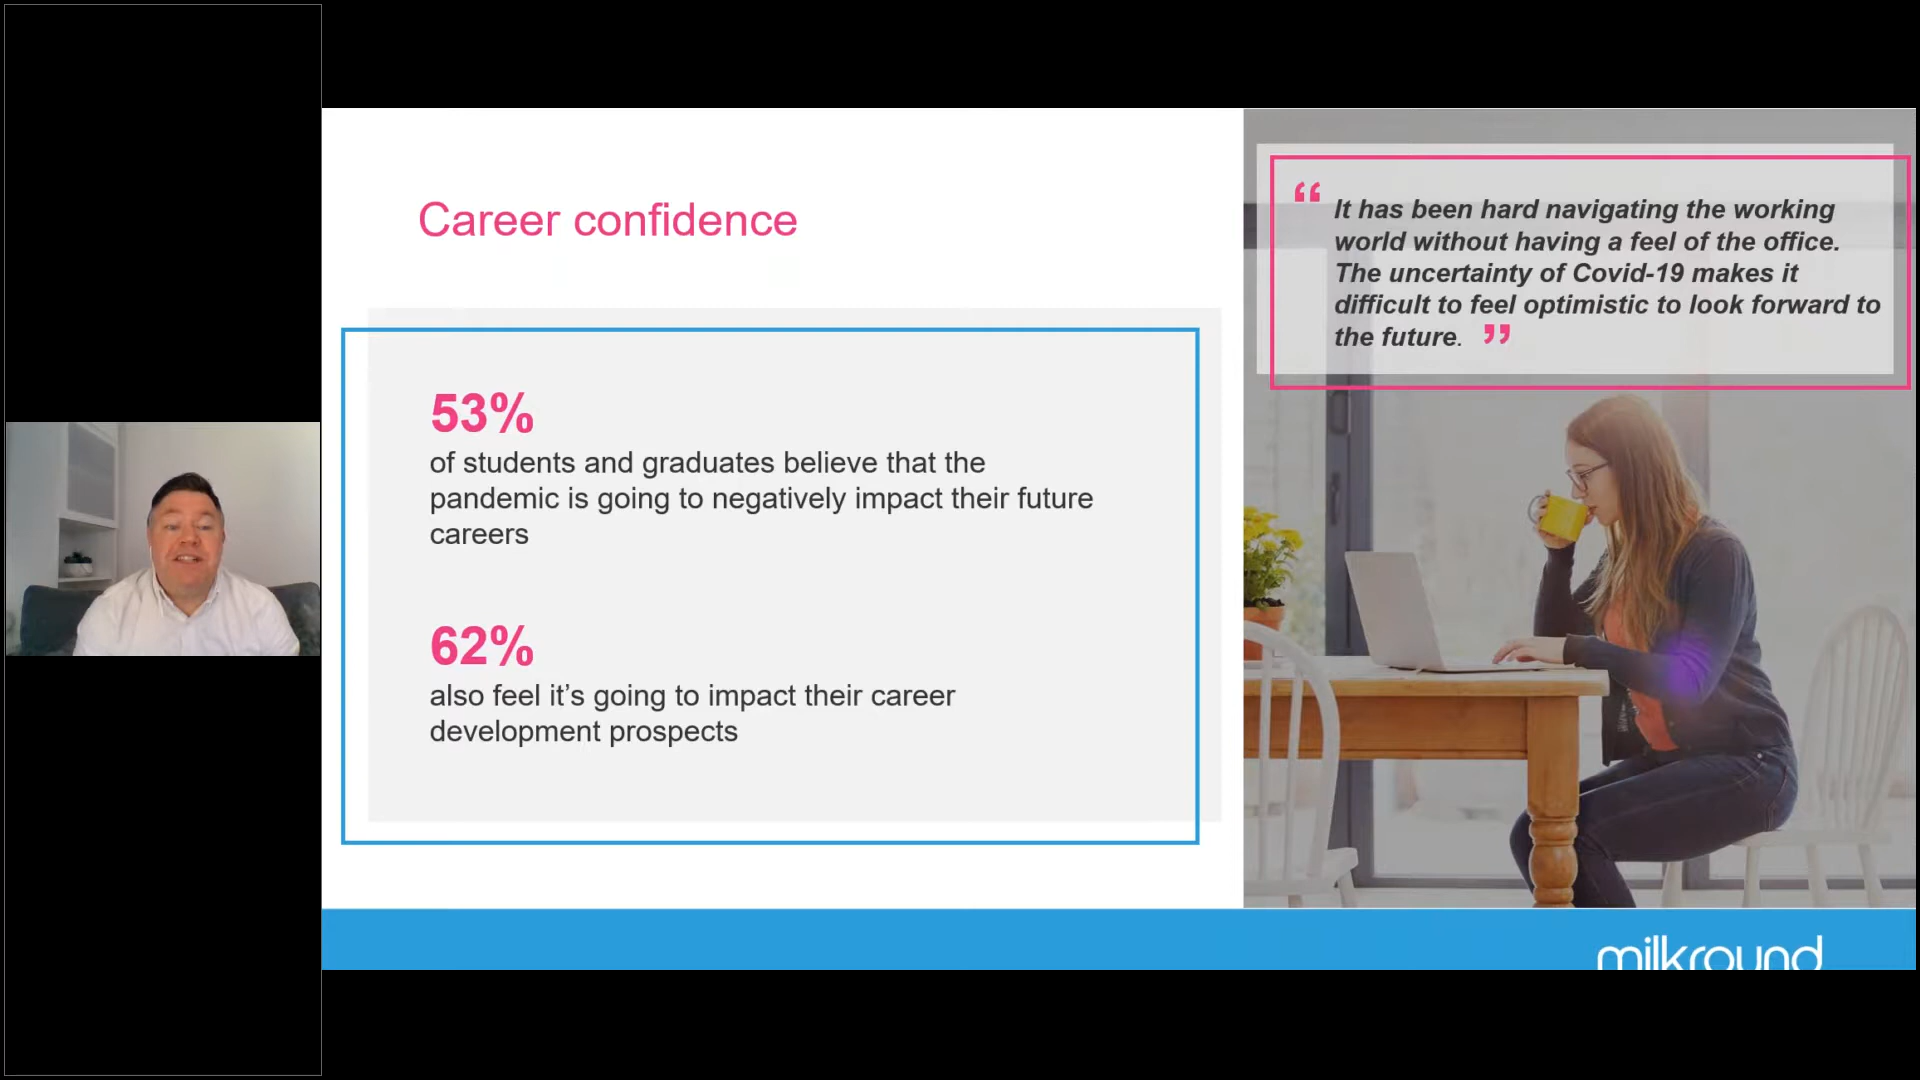 Career confidence
53%
of students and graduates believe that the
pandemic is going to negatively impact their future
careers
62%
also feel it’s going to impact their career
development prospects
“ It has been hard navigating the working
world without having a feel of the office.
The uncertainty of Covid-19 makes it
difficult to feel optimistic to look forward to
the future. ”
milkround